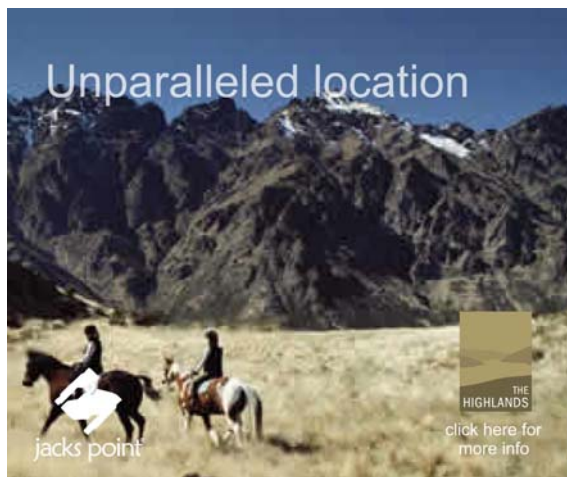 Unparalleled location
THE
HIGHLANDS
click here for
more info
jacks point